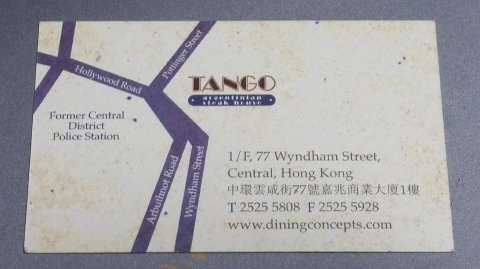 Pottinger Street
Hollywood Road
TANGO
argentinian
steak house
Former Central
District
Police Station
Arbuthnot Road
Wyndham Street
1/F, 77 Wyndham Street,
Central, Hong Kong
中環雲咸街77號嘉兆商業大廈1樓
T 2525 5808 F 2525 5928
www.diningconcepts.com